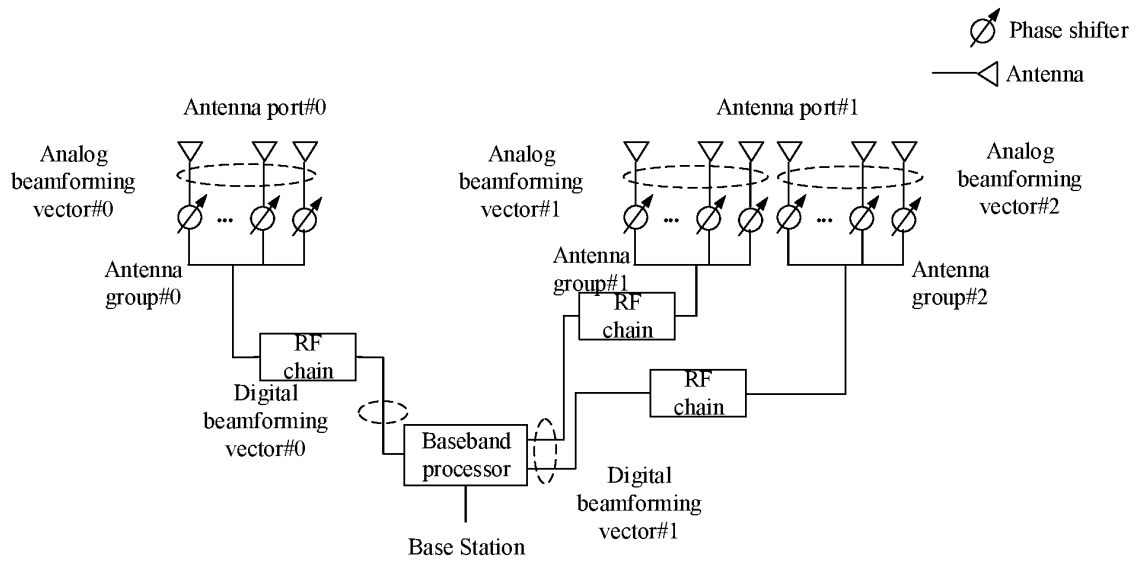 Phase shifter
Antenna
Antenna port#0
Antenna port#1
Analog
beamforming
vector#0
Analog
beamforming
vector#1
Analog
beamforming
vector#2
...
...
...
Antenna
group#0
Antenna
group#1
Antenna
group#2
RF
chain
RF
chain
RF
chain
Digital
beamforming
vector#0
Baseband
processor
Digital
beamforming
vector#1
Base Station